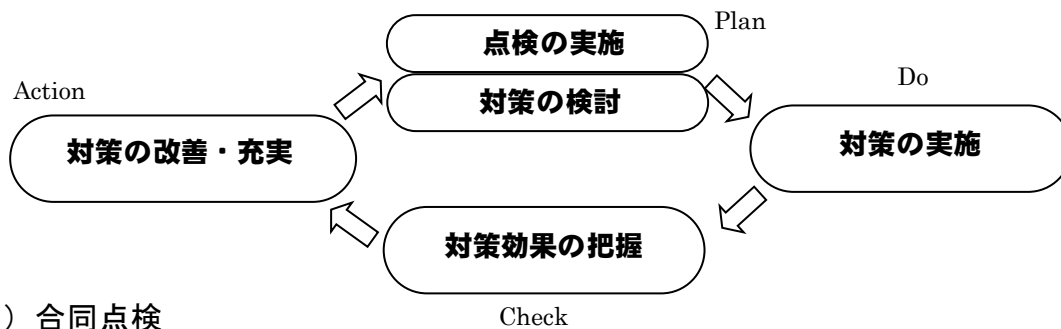 点検の実施
Plan
対策の検討
Do
対策の実施
Action
対策の改善・充実
対策効果の把握
Check
）合同点検